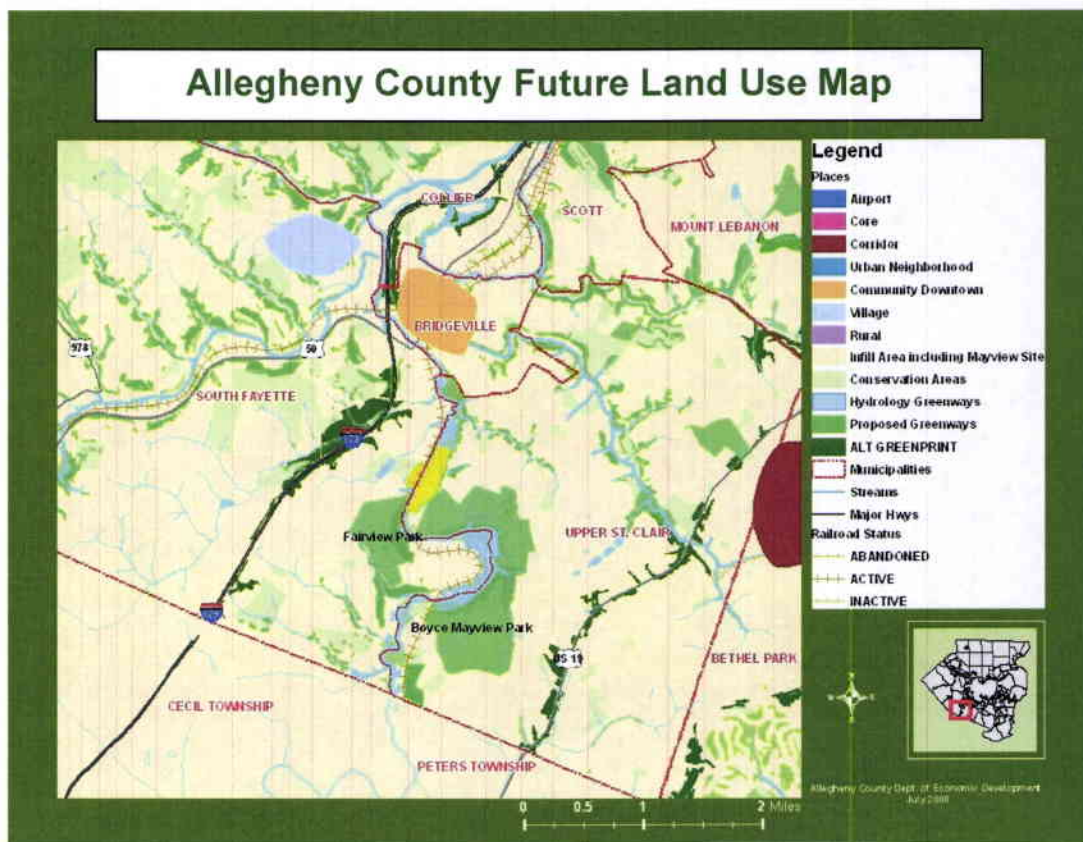 Allegheny County Future Land Use Map
COLLIER
SCOTT
MOUNT LEBANON
BRIDGEVILLE
50
SOUTH FAYETTE
UPPER ST. CLAIR
Fairview Park
Boyce Mayview Park
US 19
BETHEL PARK
CECIL TOWNSHIP
PETERS TOWNSHIP
Legend
Places
Airport
Core
Corridor
Urban Neighborhood
Community Downtown
Village
Rural
Infill Area including Mayview Site
Conservation Areas
Hydrology Greenways
Proposed Greenways
ALT GREENPRINT
Municipalities
Streams
Major Hwys
Railroad Status
ABANDONED
ACTIVE
INACTIVE
Allegheny County Dept. of Economic Development
0 0.5 1 2 Miles